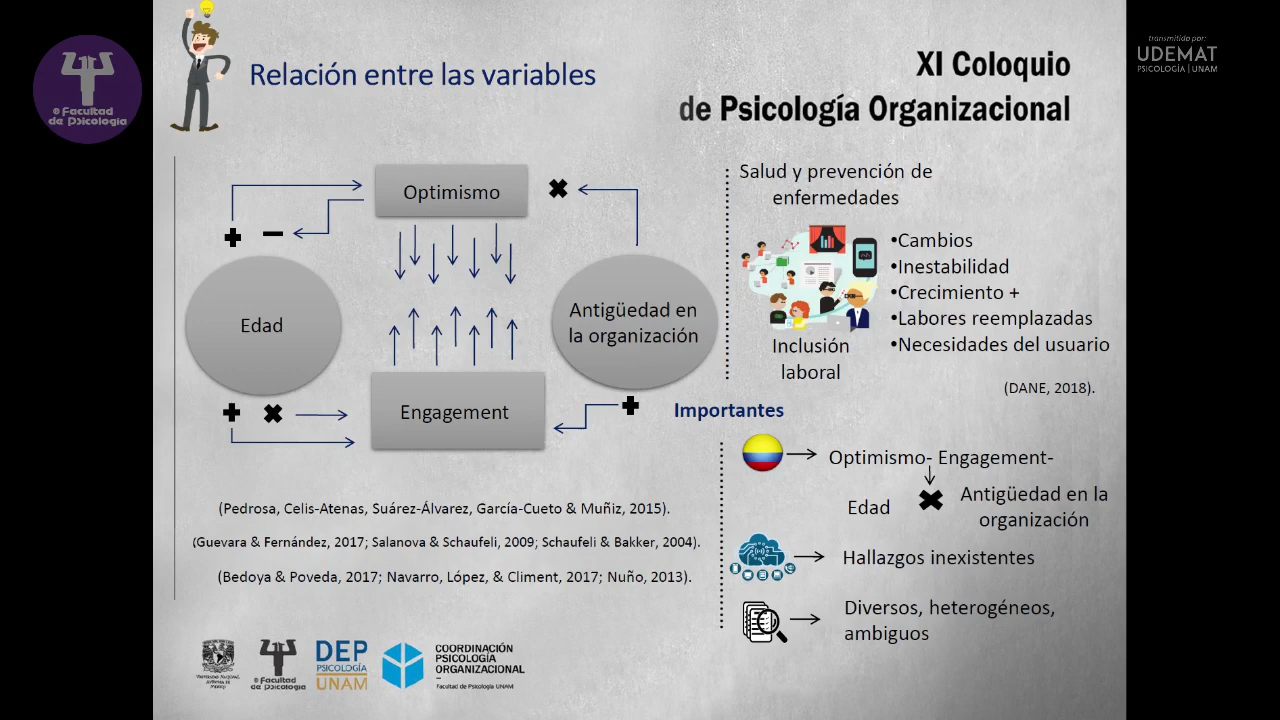 © Facultad
de Psicología
Relación entre las variables
XI Coloquio
de Psicología Organizacional
transmitido por:
UDEMAT
PSICOLOGÍA | UNAM
Optimismo
Edad
Antigüedad en
la organización
Engagement
Salud y prevención de
enfermedades
•Cambios
•Inestabilidad
•Crecimiento +
•Labores reemplazadas
•Necesidades del usuario
Inclusión
laboral
(DANE, 2018).
Importantes
Optimismo- Engagement-
Edad
Antigüedad en la
organización
Hallazgos inexistentes
Diversos, heterogéneos,
ambiguos
(Pedrosa, Celis-Atenas, Suárez-Álvarez, García-Cueto & Muñiz, 2015).
(Guevara & Fernández, 2017; Salanova & Schaufeli, 2009; Schaufeli & Bakker, 2004).
(Bedoya & Poveda, 2017; Navarro, López, & Climent, 2017; Nuño, 2013).
© Facultad
de Psicología
DEP
PSICOLOGÍA
UNAM
COORDINACIÓN
PSICOLOGÍA
ORGANIZACIONAL
Facultad de Psicología UNAM